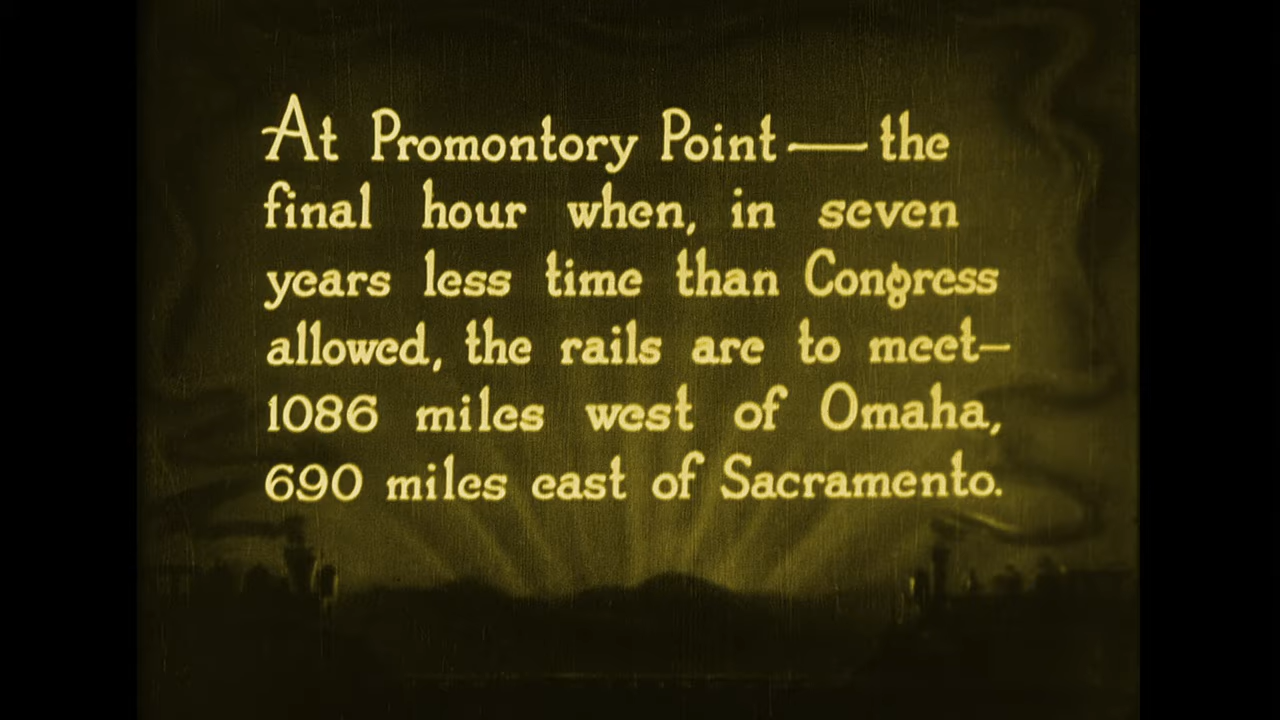 At Promontory Point — the
final hour when, in seven
years less time than Congress
allowed, the rails are to meet—
1086 miles west of Omaha,
690 miles east of Sacramento.